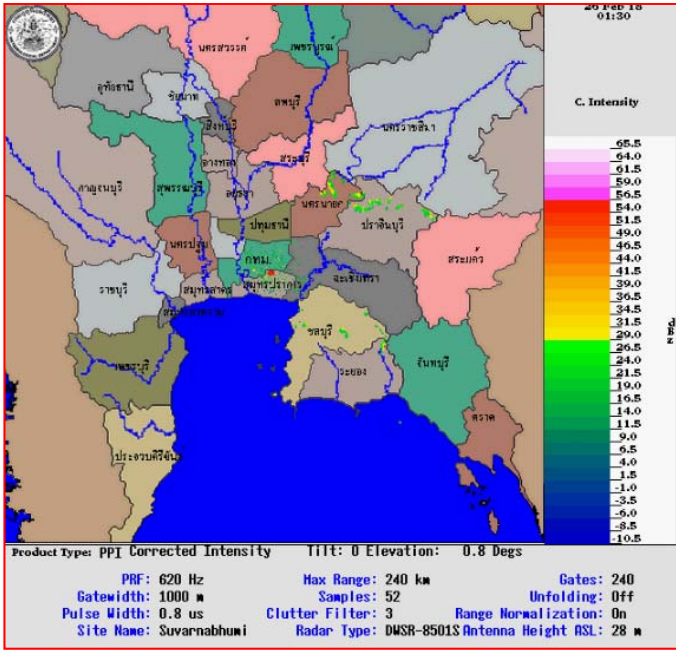 26 Feb 18
01:30
C. Intensity
นครสวรรค์
เพชรบูรณ์
อุทัยธานี
ชัยนาท
ลพบุรี
สิงห์บุรี
นครราชสีมา
อ่างทอง
สระบุรี
กาญจนบุรี
สุพรรณบุรี
อยุธยา
นครนายก
ปทุมธานี
ปราจีนบุรี
นครปฐม
กทม.
สระแก้ว
ราชบุรี
สมุทรสาคร
สมุทรปราการ
ฉะเชิงเทรา
สมุทรสงคราม
ชลบุรี
เพชรบุรี
ระยอง
จันทบุรี
ตราด
ประจวบคีรีขันธ์
65.5
64.0
61.5
59.0
56.5
54.0
51.5
49.0
46.5
44.0
41.5
39.0
36.5
34.0
31.5
29.0
26.5
24.0
21.5
19.0
16.5
14.0
11.5
9.0
6.5
4.0
1.5
-1.0
-3.5
-6.0
-8.5
-10.5
Product Type: PPI Corrected Intensity Tilt: 0 Elevation: 0.8 Degs
PRF: 620 Hz Max Range: 240 km Gates: 240
Gatewidth: 1000 m Samples: 52 Unfolding: Off
Pulse Width: 0.8 us Clutter Filter: 3 Range Normalization: On
Site Name: Suvarnabhumi Radar Type: DWSR-8501S Antenna Height ASL: 28 m